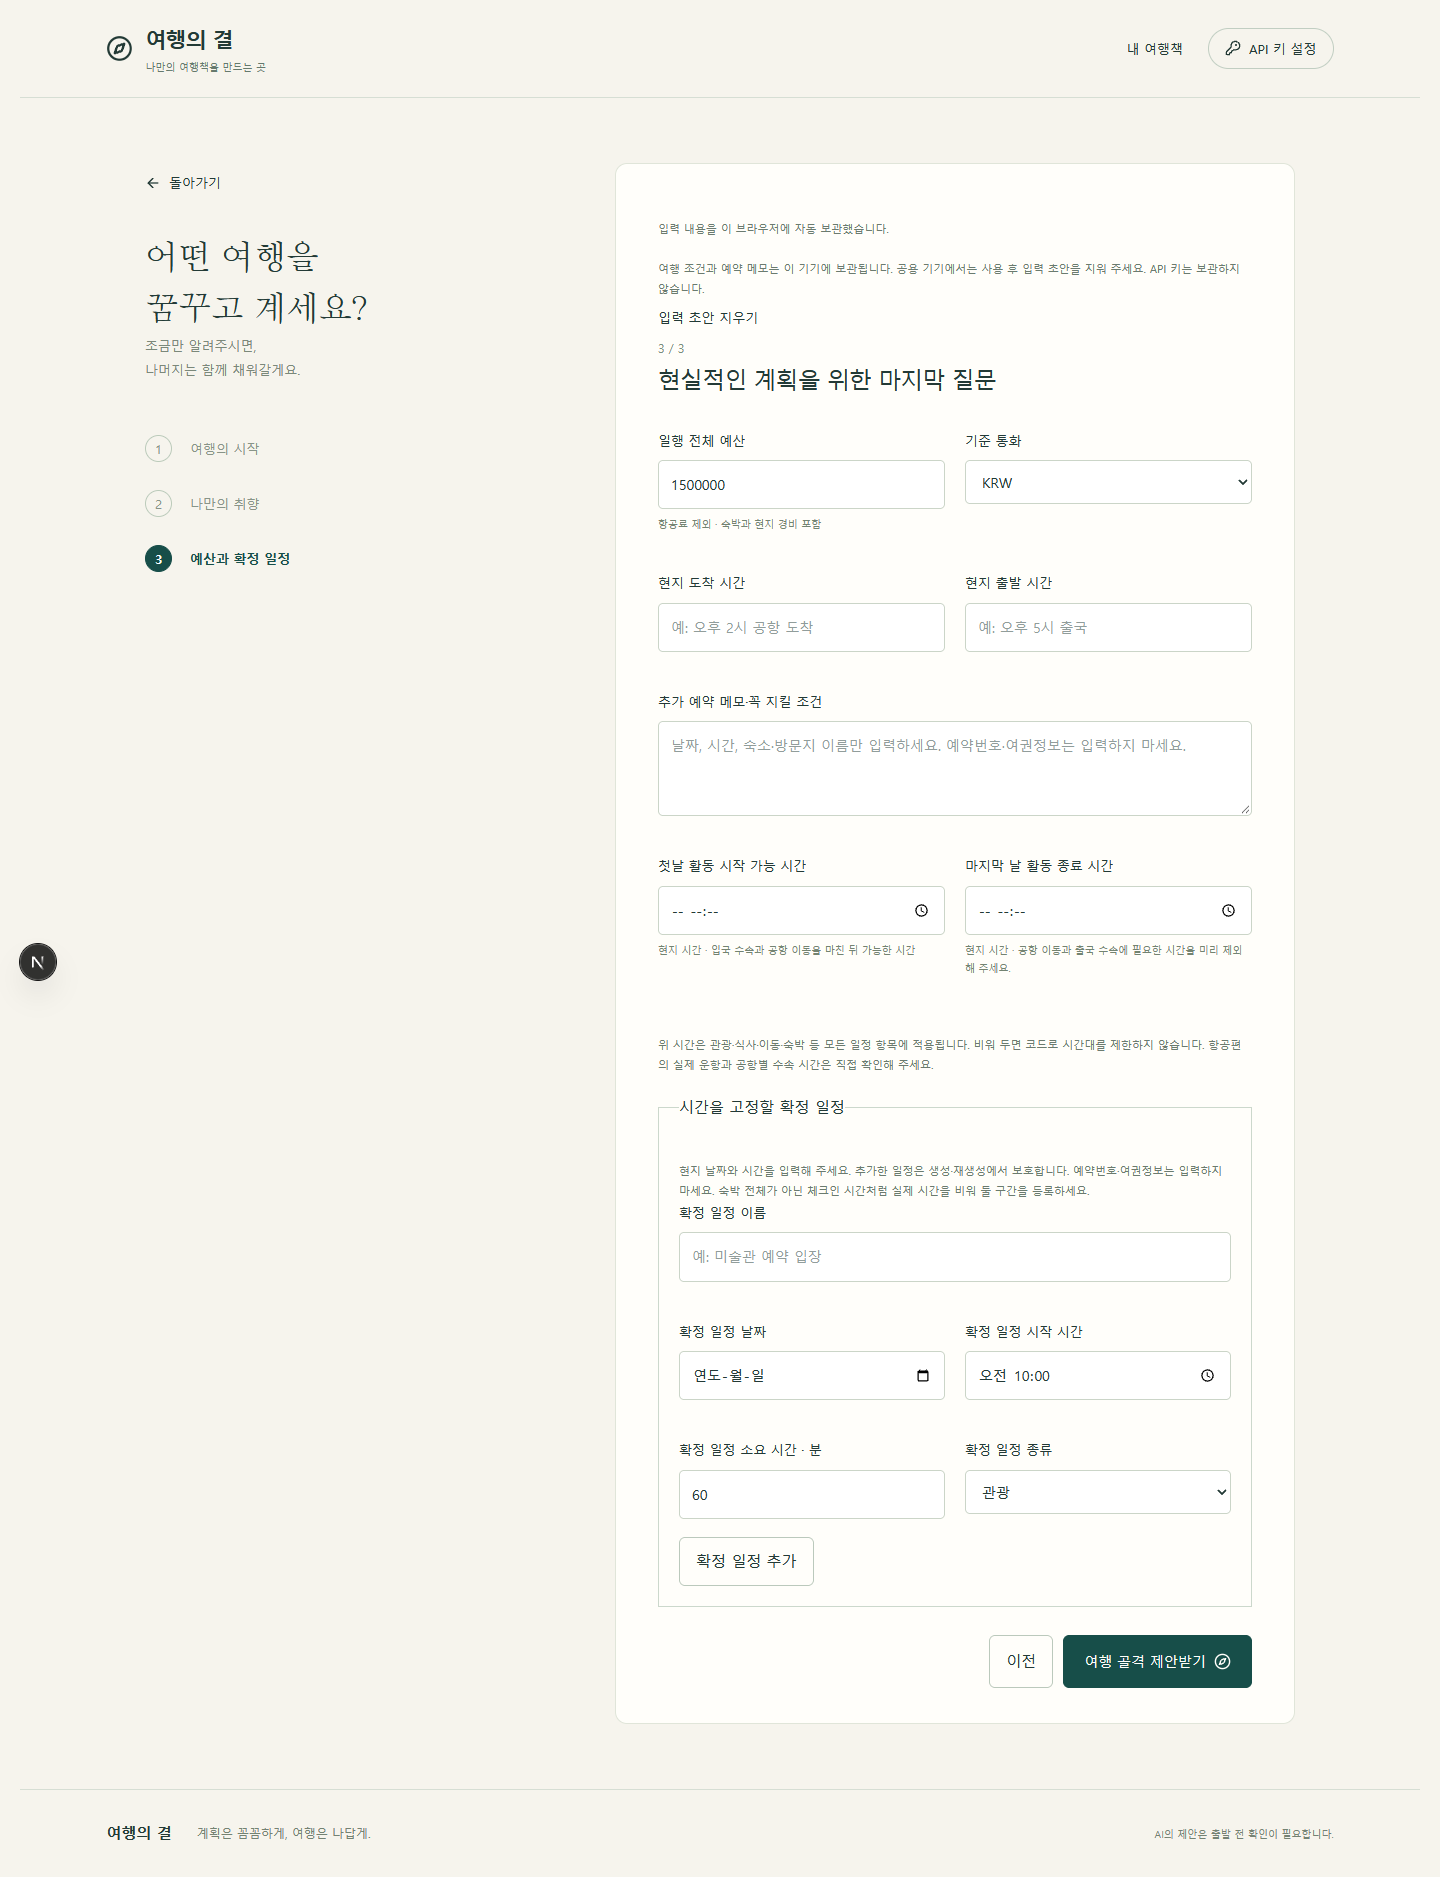 여행의 결
나만의 여행책을 만드는 곳
내 여행책
API 키 설정
돌아가기
어떤 여행을
꿈꾸고 계세요?
조금만 알려주시면,
나머지는 함께 채워갈게요.
1 여행의 시작
2 나만의 취향
3 예산과 확정 일정
입력 내용을 이 브라우저에 자동 보관했습니다.
여행 조건과 예약 메모는 이 기기에 보관됩니다. 공용 기기에서는 사용 후 입력 초안을 지워 주세요. API 키는 보관하지
않습니다.
입력 초안 지우기
3 / 3
현실적인 계획을 위한 마지막 질문
일행 전체 예산
기준 통화
1500000
KRW
항공료 제외 · 숙박과 현지 경비 포함
현지 도착 시간
현지 출발 시간
예: 오후 2시 공항 도착
예: 오후 5시 출국
추가 예약 메모·꼭 지킬 조건
날짜, 시간, 숙소·방문지 이름만 입력하세요. 예약번호·여권정보는 입력하지 마세요.
첫날 활동 시작 가능 시간
마지막 날 활동 종료 시간
-- --:--
-- --:--
현지 시간 · 입국 수속과 공항 이동을 마친 뒤 가능한 시간
현지 시간 · 공항 이동과 출국 수속에 필요한 시간을 미리 제외
해 주세요.
위 시간은 관광·식사·이동·숙박 등 모든 일정 항목에 적용됩니다. 비워 두면 코드로 시간대를 제한하지 않습니다. 항공편
의 실제 운항과 공항별 수속 시간은 직접 확인해 주세요.
시간을 고정할 확정 일정
현지 날짜와 시간을 입력해 주세요. 추가한 일정은 생성·재생성에서 보호합니다. 예약번호·여권정보는 입력하지
마세요. 숙박 전체가 아닌 체크인 시간처럼 실제 시간을 비워 둘 구간을 등록하세요.
확정 일정 이름
예: 미술관 예약 입장
확정 일정 날짜
확정 일정 시작 시간
연도-월-일
오전 10:00
확정 일정 소요 시간 · 분
확정 일정 종류
60
관광
확정 일정 추가
이전
여행 골격 제안받기
N
여행의 결
계획은 꼼꼼하게, 여행은 나답게.
AI의 제안은 출발 전 확인이 필요합니다.